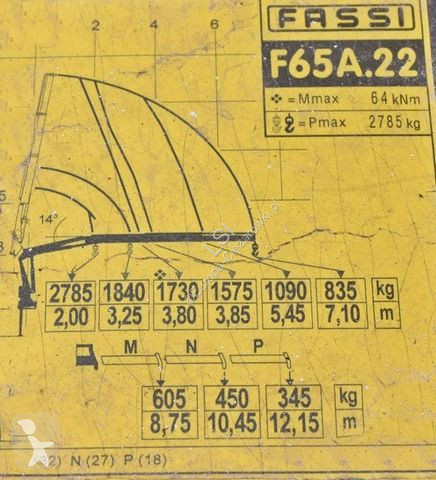 FASSI
F65A.22
❖ = Mmax 64 kNm
= Pmax 2785 kg
2 4 6
14°
❖
2785 1840 1730 1575 1090 835 kg
2,00 3,25 3,80 3,85 5,45 7,10 m
M N P
605 450 345 kg
8,75 10,45 12,15 m
N (27) P (18)